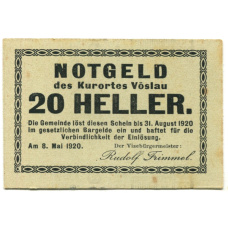 NOTGELD
des Kurortes Vöslau
20 HELLER.
Die Gemeinde löst diesen Schein bis 31. August 1920
im gesetzlichen Bargelde ein und haftet für die
Verbindlichkeit der Einlösung.
Am 8. Mai 1920. Der Vizebürgermeister:
Rudolf Frimmel.